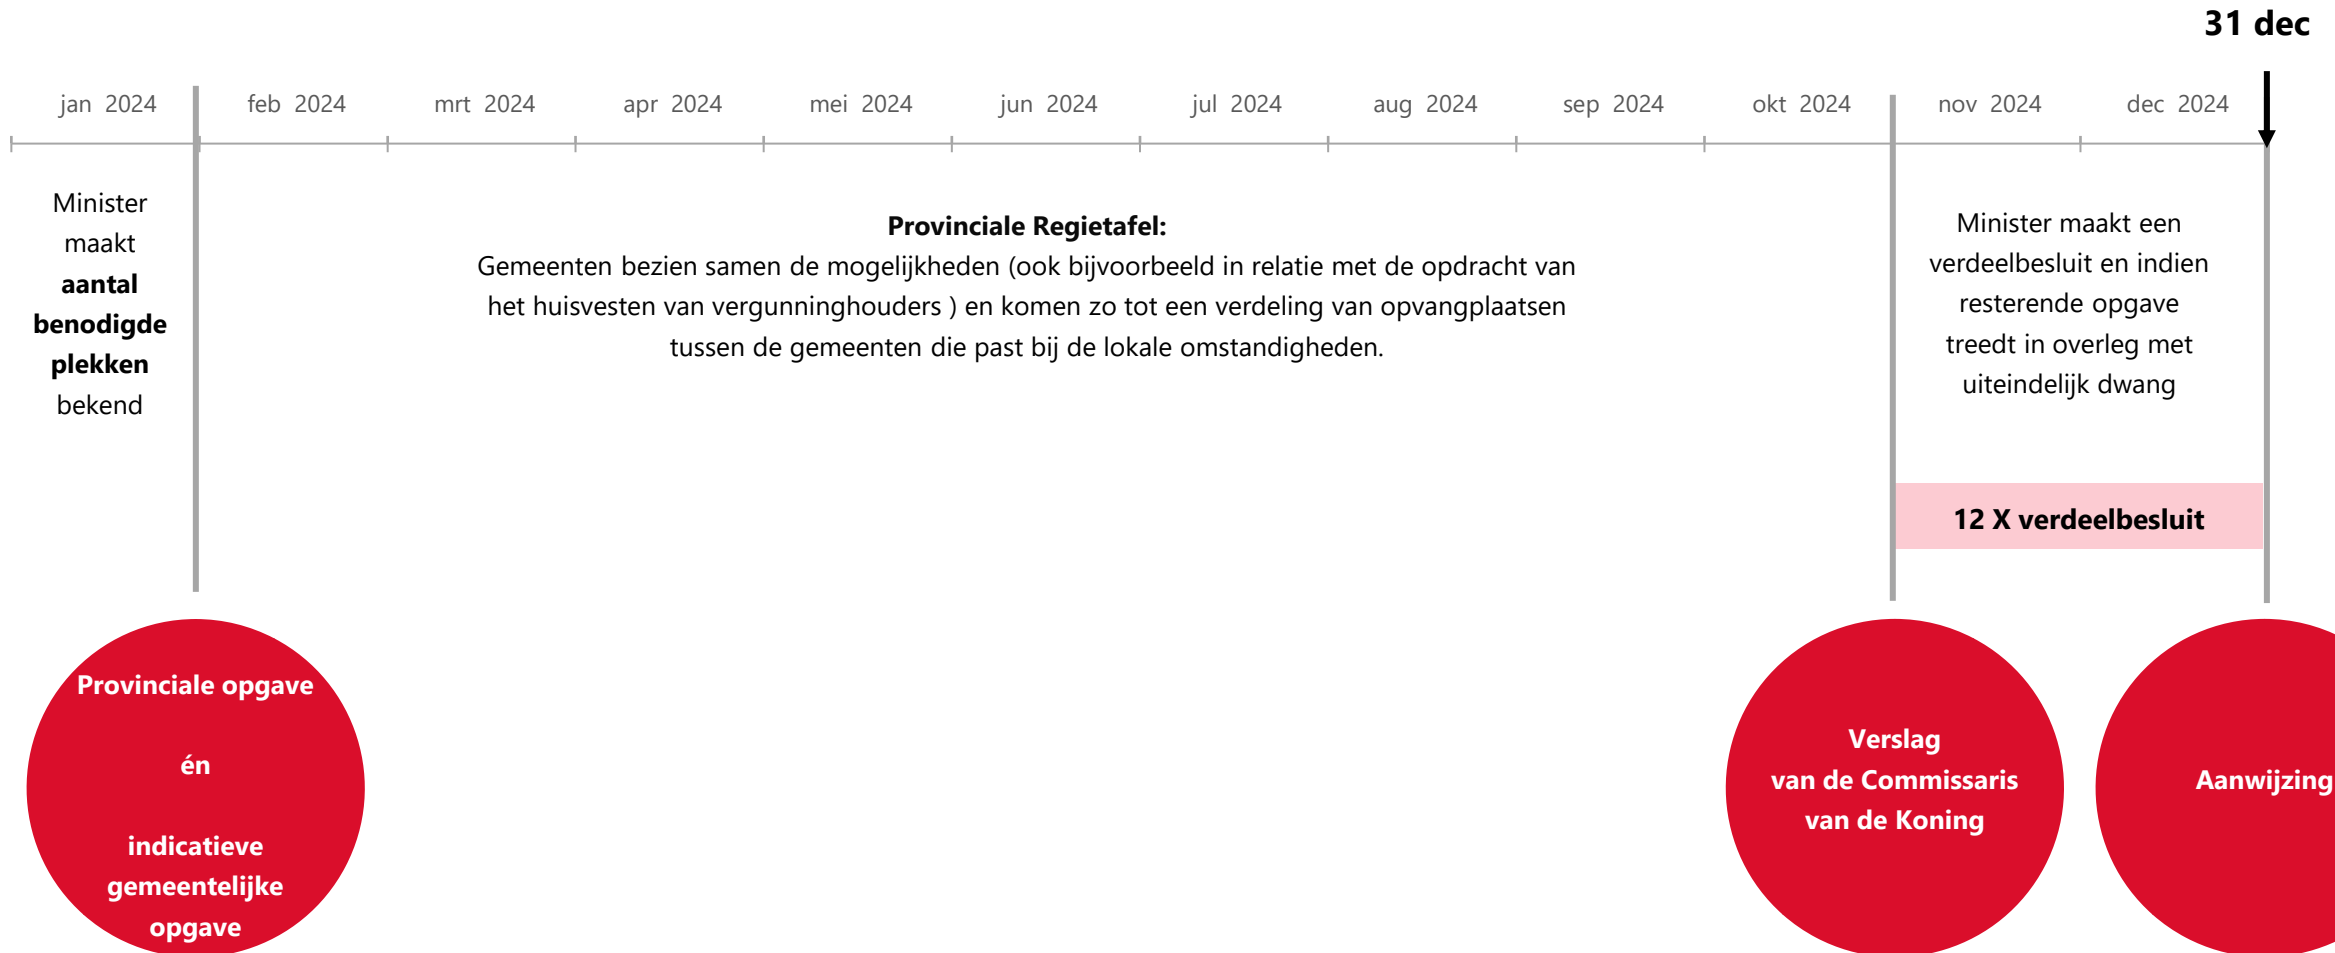 31 dec
jan 2024
feb 2024
mrt 2024
apr 2024
mei 2024
jun 2024
jul 2024
aug 2024
sep 2024
okt 2024
nov 2024
dec 2024
Minister
maakt
aantal
benodigde
plekken
bekend
Provinciale Regietafel:
Gemeenten bezien samen de mogelijkheden (ook bijvoorbeeld in relatie met de opdracht van
het huisvesten van vergunninghouders ) en komen zo tot een verdeling van opvangplaatsen
tussen de gemeenten die past bij de lokale omstandigheden.
Minister maakt een
verdeelbesluit en indien
resterende opgave
treedt in overleg met
uiteindelijk dwang
12 X verdeelbesluit
Provinciale opgave
én
indicatieve
gemeentelijke
opgave
Verslag
van de Commissaris
van de Koning
Aanwijzing